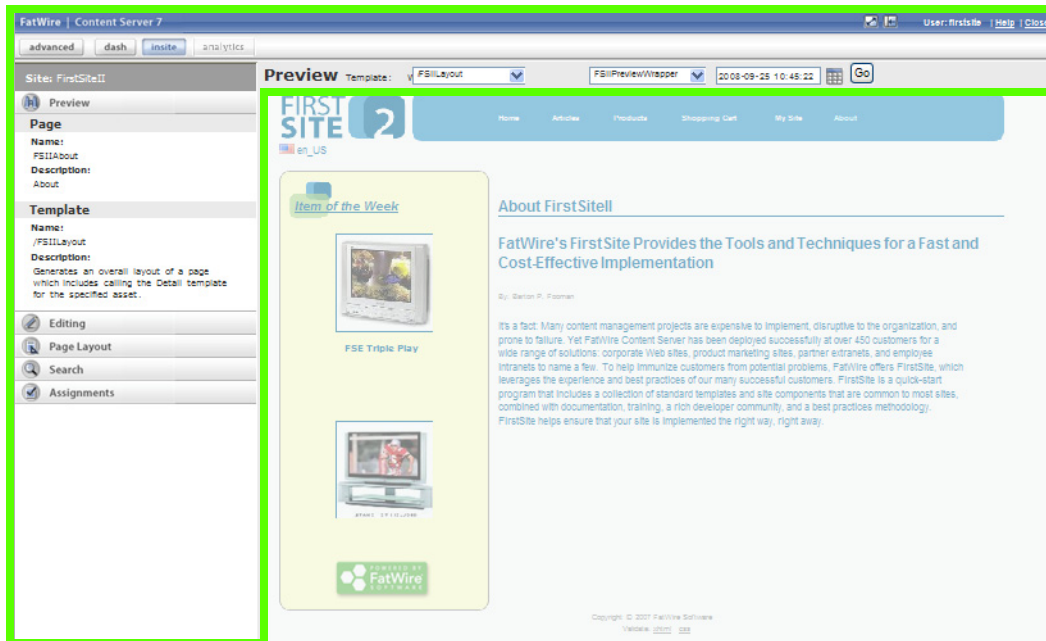 FatWire | Content Server 7
User: firstsite | Help | Close
advanced dash insite analytics
Site: FirstSiteII
Preview Template: FSIILayout FSIIPreviewWrapper 2008-09-25 10:45:22 Go
Preview
Page
Name:
FSIIAbout
Description:
About
Template
Name:
/FSIILayout
Description:
Generates an overall layout of a page
which includes calling the Detail template
for the specified asset.
Editing
Page Layout
Search
Assignments
FIRST
SITE 2
Home Articles Products Shopping Cart My Site About
en_US
Item of the Week
FSE Triple Play
POWERED BY
FatWire
SOFTWARE
About FirstSiteII
FatWire's FirstSite Provides the Tools and Techniques for a Fast and
Cost-Effective Implementation
It's a fact: Many content management projects are expensive to implement, disruptive to the organization, and
prone to failure. Yet FatWire Content Server has been deployed successfully at over 450 customers for a
wide range of solutions: corporate Web sites, product marketing sites, partner extranets, and employee
intranets to name a few. To help immunize customers from potential problems, FatWire offers FirstSite, which
leverages the experience and best practices of our many successful customers. FirstSite is a quick-start
program that includes a collection of standard templates and site components that are common to most sites,
combined with documentation, training, a rich developer community, and a best practices methodology.
FirstSite helps ensure that your site is implemented the right way, right away.
Copyright © 2007 FatWire Software
Validate: xhtml css